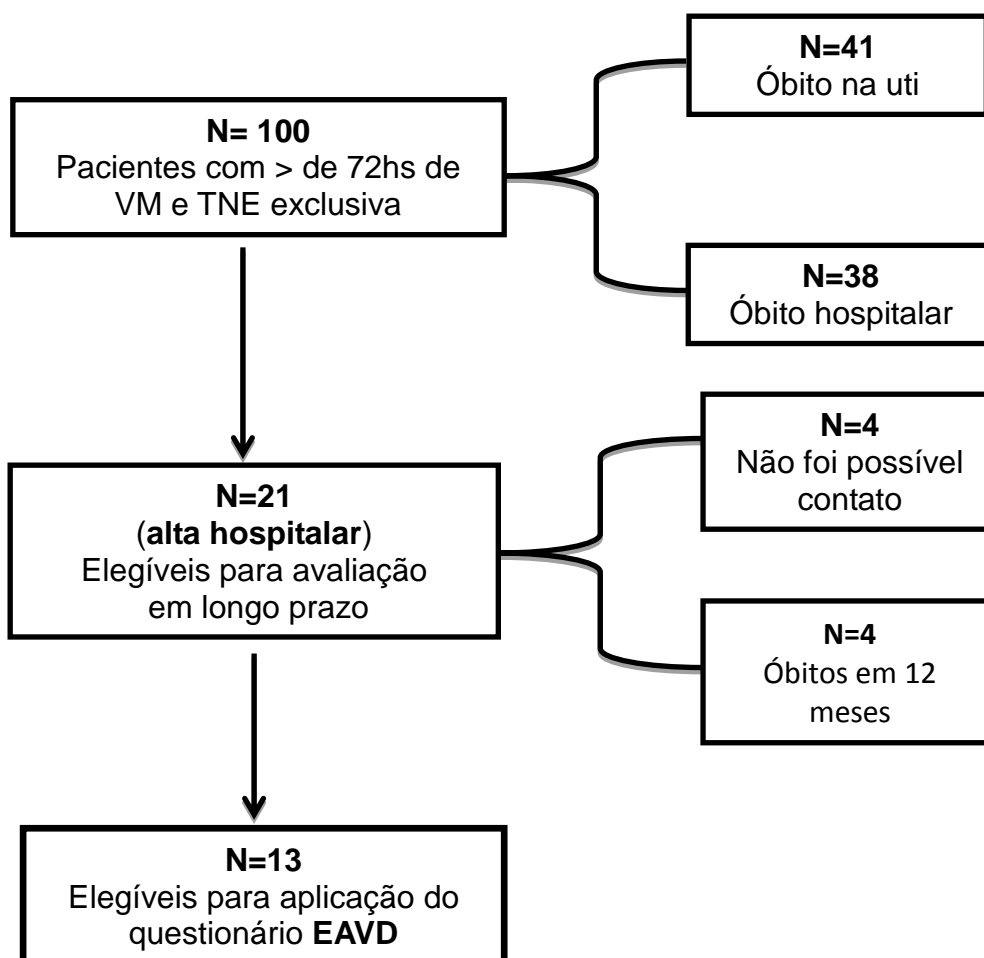 N= 100
Pacientes com > de 72hs de
VM e TNE exclusiva
N=41
Óbito na uti
N=38
Óbito hospitalar
N=21
(alta hospitalar)
Elegíveis para avaliação
em longo prazo
N=4
Não foi possível
contato
N=4
Óbitos em 12
meses
N=13
Elegíveis para aplicação do
questionário EAVD